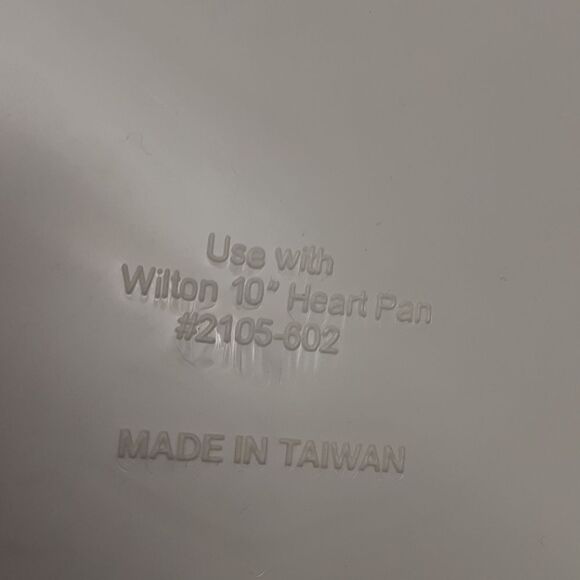 Use with
Wilton 10" Heart Pan
#2105-602
MADE IN TAIWAN